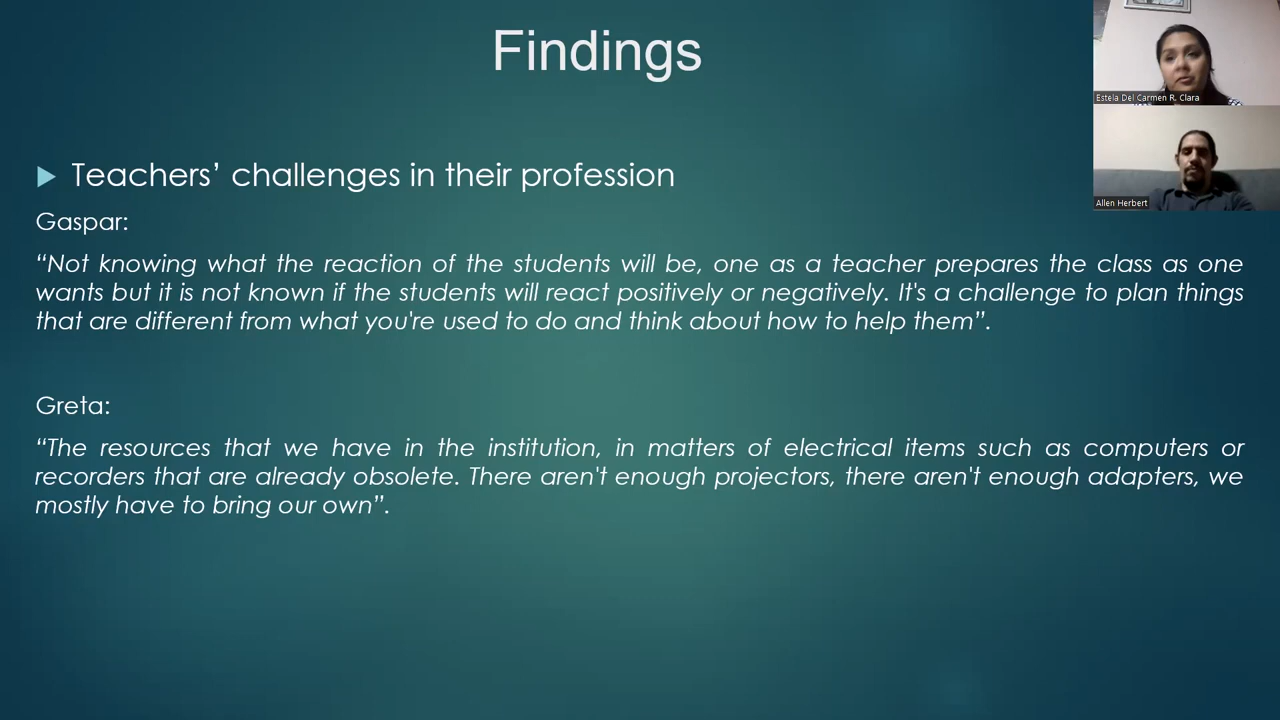 Findings
Estela Del Carmen R. Clara
Allen Herbert
Teachers’ challenges in their profession
Gaspar:
“Not knowing what the reaction of the students will be, one as a teacher prepares the class as one
wants but it is not known if the students will react positively or negatively. It's a challenge to plan things
that are different from what you're used to do and think about how to help them”.
Greta:
“The resources that we have in the institution, in matters of electrical items such as computers or
recorders that are already obsolete. There aren't enough projectors, there aren't enough adapters, we
mostly have to bring our own”.